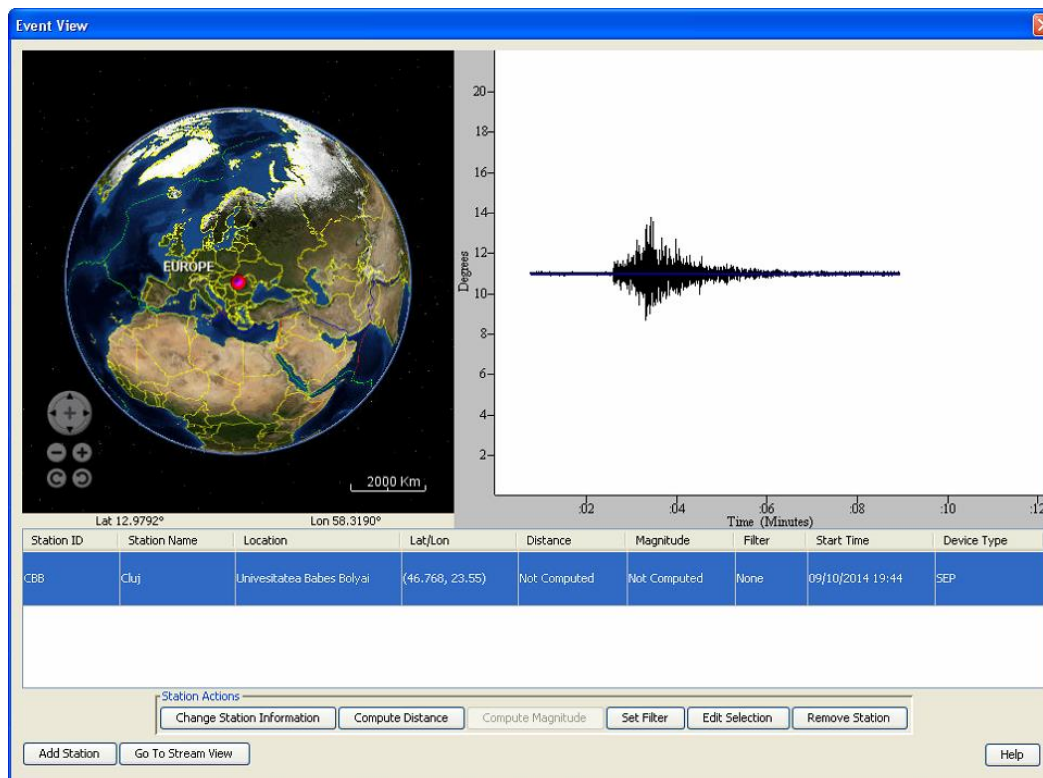 Event View
EUROPE
2000 Km
Lat 12.9792° Lon 58.3190°
20
18
16
14
12
10
8
6
4
2
Degrees
:02 :04 :06 :08 :10 :12
Time (Minutes)
Station ID Station Name Location Lat/Lon Distance Magnitude Filter Start Time Device Type
CBB Cluj Univesitatea Babes Bolyai (46.768, 23.55) Not Computed Not Computed None 09/10/2014 19:44 SEP
Station Actions
Change Station Information Compute Distance Compute Magnitude Set Filter Edit Selection Remove Station
Add Station Go To Stream View Help